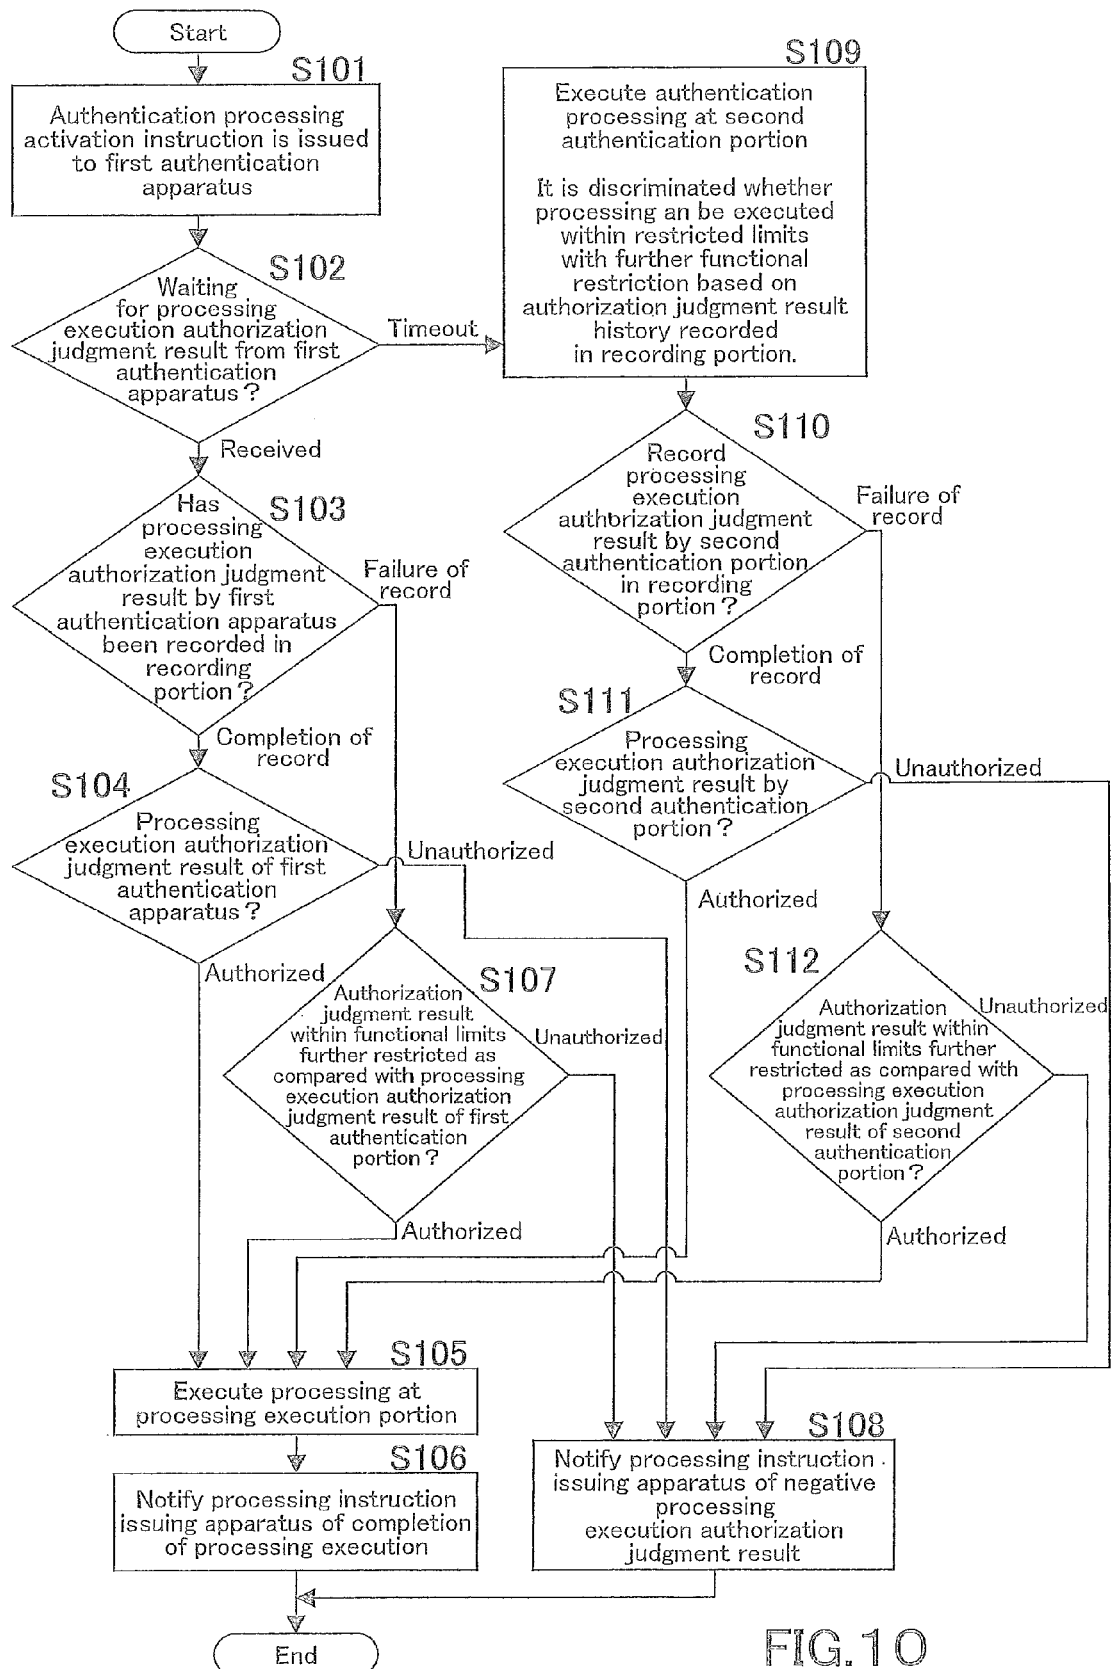 Start
S101
Authentication processing
activation instruction is issued
to first authentication
apparatus
S102
Waiting
for processing
execution authorization
judgment result from first
authentication
apparatus?
Timeout
Received
S103
Has
processing
execution
authorization judgment
result by first
authentication apparatus
been recorded in
recording
portion?
Failure of
record
Completion of
record
S104
Processing
execution authorization
judgment result of first
authentication
apparatus?
Unauthorized
Authorized
S107
Authorization
judgment result
within functional limits
further restricted as
compared with processing
execution authorization
judgment result of first
authentication
portion?
Unauthorized
Authorized
S109
Execute authentication
processing at second
authentication portion
It is discriminated whether
processing an be executed
within restricted limits
with further functional
restriction based on
authorization judgment result
history recorded
in recording portion.
S110
Record
processing
execution
authorization judgment
result by second
authentication portion
in recording
portion?
Failure of
record
Completion of
record
S111
Processing
execution authorization
judgment result by
second authentication
portion?
Unauthorized
Authorized
S112
Authorization
judgment result within
functional limits further
restricted as compared with
processing execution
authorization judgment
result of second
authentication
portion?
Unauthorized
Authorized
S105
Execute processing at
processing execution portion
S106
Notify processing instruction
issuing apparatus of completion
of processing execution
S108
Notify processing instruction
issuing apparatus of negative
processing
execution authorization
judgment result
End
FIG.10